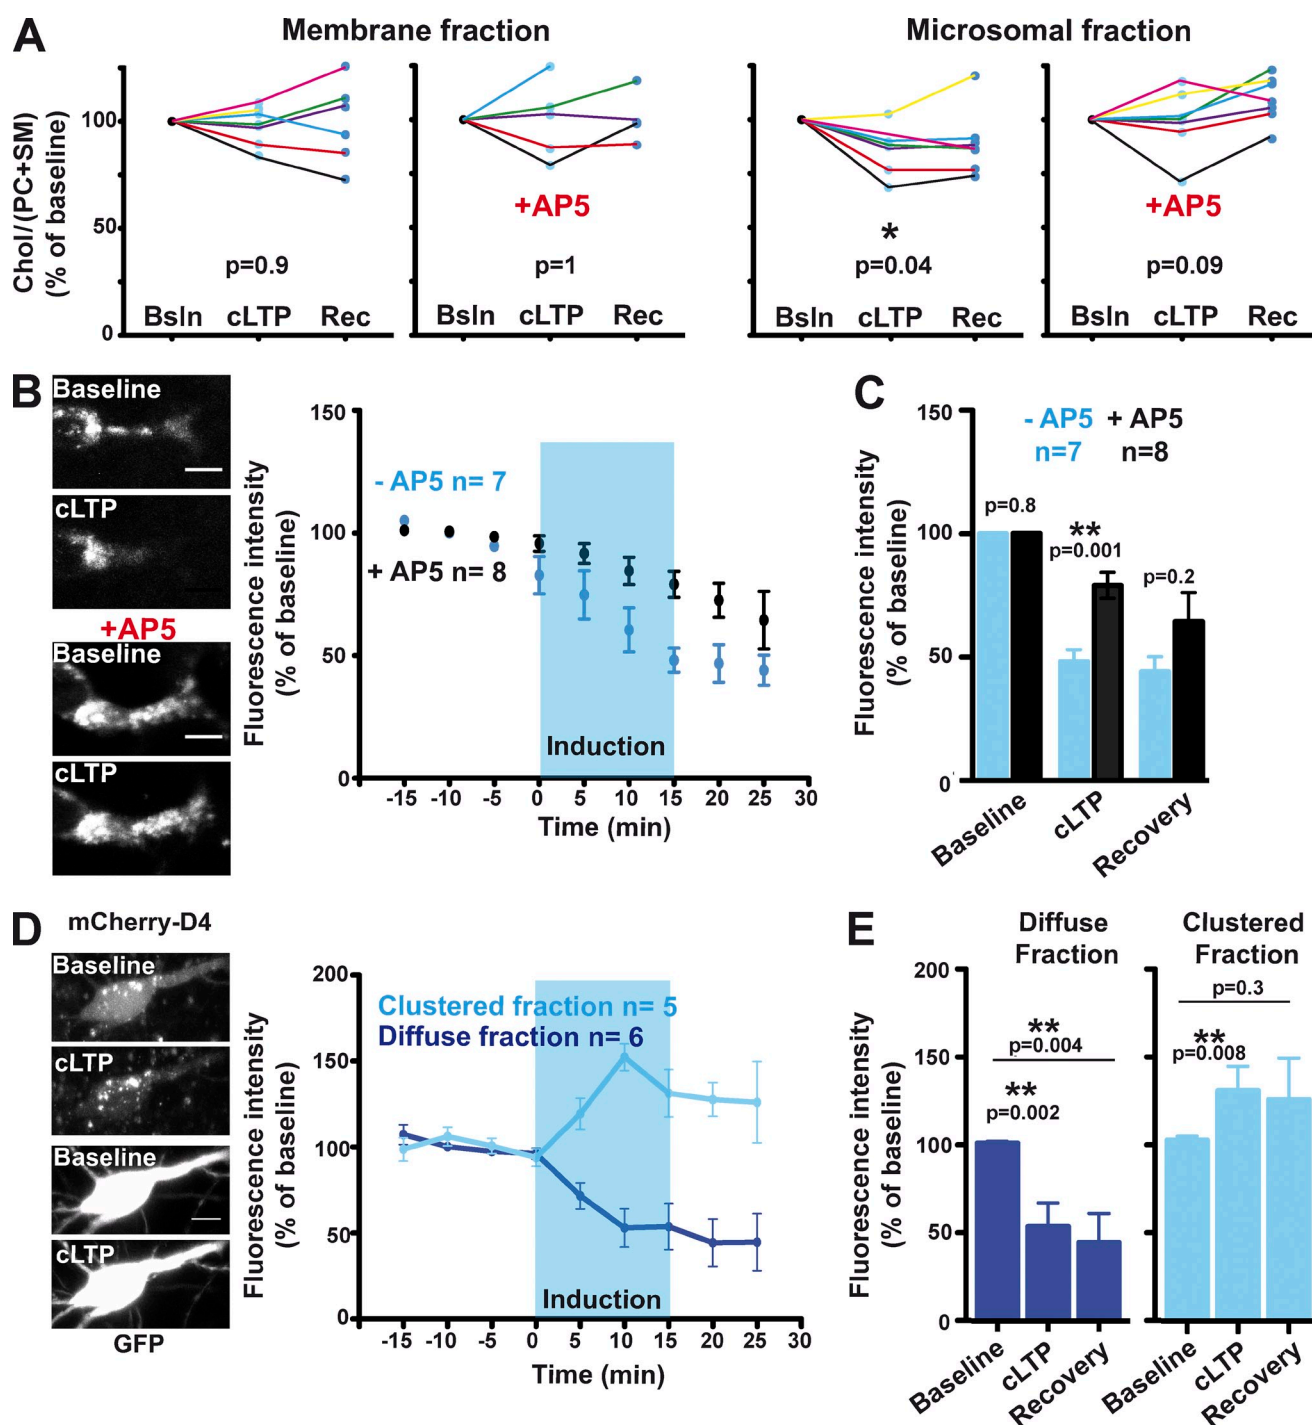 A
Membrane fraction
Microsomal fraction
Chol/(PC+SM)
(% of baseline)
100
50
0
p=0.9
Bsln cLTP Rec
+AP5
p=1
Bsln cLTP Rec
*
p=0.04
Bsln cLTP Rec
+AP5
p=0.09
Bsln cLTP Rec
B
Baseline
cLTP
+AP5
Baseline
cLTP
Fluorescence intensity
(% of baseline)
150
100
50
0
- AP5 n= 7
+ AP5 n= 8
Induction
-15 -10 -5 0 5 10 15 20 25 30
Time (min)
C
Fluorescence intensity
(% of baseline)
150
100
50
0
- AP5 + AP5
n=7 n=8
p=0.8
**
p=0.001
p=0.2
Baseline
cLTP
Recovery
D
mCherry-D4
Baseline
cLTP
Baseline
cLTP
GFP
Fluorescence intensity
(% of baseline)
200
150
100
50
0
Clustered fraction n= 5
Diffuse fraction n= 6
Induction
-15 -10 -5 0 5 10 15 20 25 30
Time (min)
E
Fluorescence intensity
(% of baseline)
200
150
100
50
0
Diffuse
Fraction
**
p=0.004
**
p=0.002
Baseline
cLTP
Recovery
Clustered
Fraction
p=0.3
**
p=0.008
Baseline
cLTP
Recovery